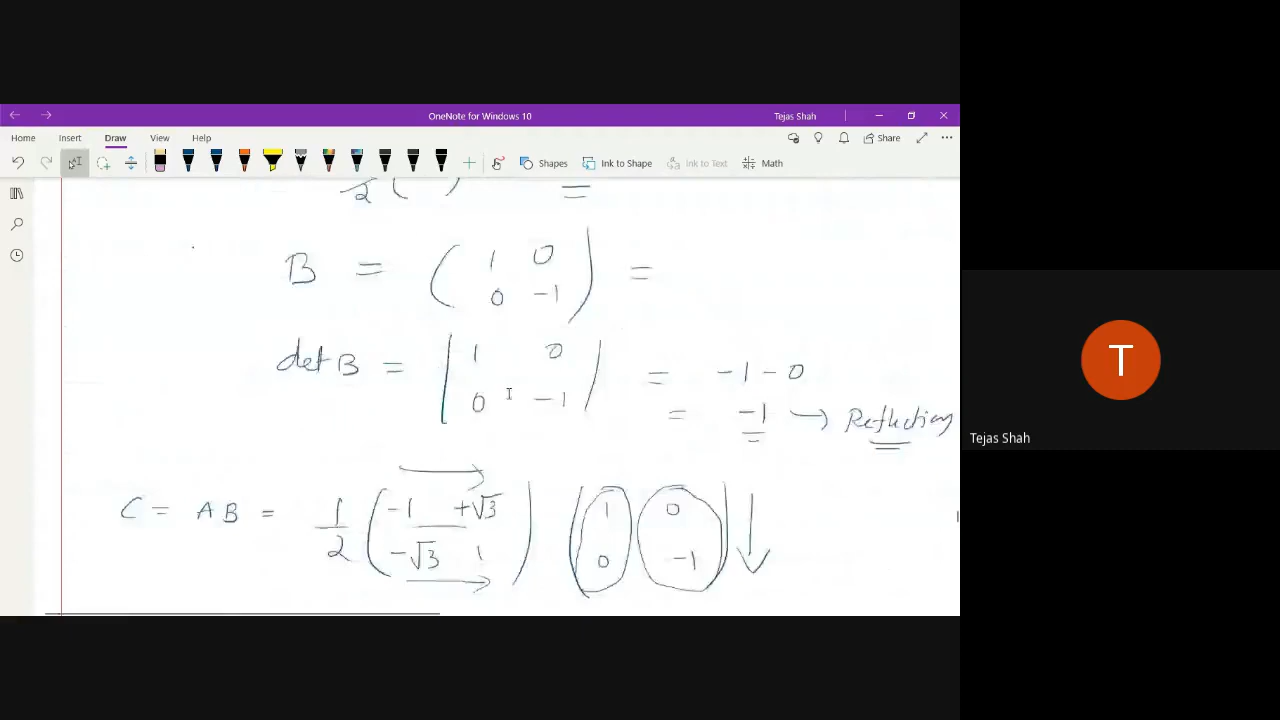 OneNote for Windows 10
Tejas Shah
Home Insert Draw View Help
Share
Shapes Ink to Shape Ink to Text Math
2 ( ) =
B = ( 1 0 ) =
0 -1
det B = | 1 0 | = -1 - 0
0 -1 = -1 → Reflection
C = AB = 1/2 ( -1 +√3 ) ( 1 0 ) ↓
-√3 1 0 -1
T
Tejas Shah